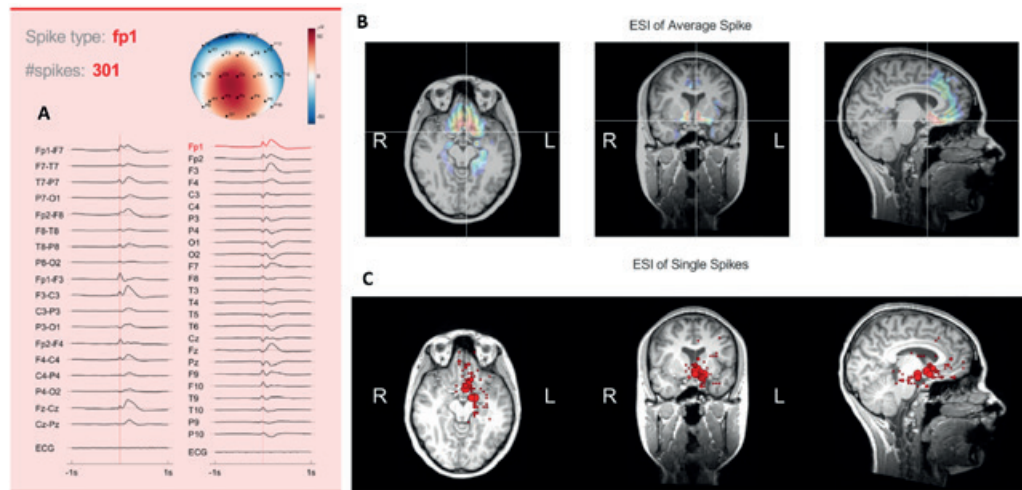 Spike type: fp1
#spikes: 301
A
Fp1-F7
F7-T7
T7-P7
P7-O1
Fp2-F8
F8-T8
T8-P8
P8-O2
Fp1-F3
F3-C3
C3-P3
P3-O1
Fp2-F4
F4-C4
C4-P4
P4-O2
Fz-Cz
Cz-Pz
ECG
-1s 1s
Fp1
Fp2
F3
F4
C3
C4
P3
P4
O1
O2
F7
F8
T3
T4
T5
T6
Cz
Fz
Pz
F9
F10
T9
T10
P9
P10
ECG
-1s 1s
B
ESI of Average Spike
R L
C
ESI of Single Spikes
R L